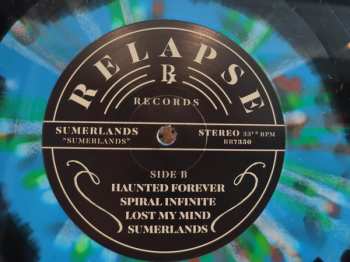 RELAPSE
RECORDS
SUMERLANDS
"SUMERLANDS"
STEREO 33⅓ RPM
RR7350
SIDE B
HAUNTED FOREVER
SPIRAL INFINITE
LOST MY MIND
SUMERLANDS